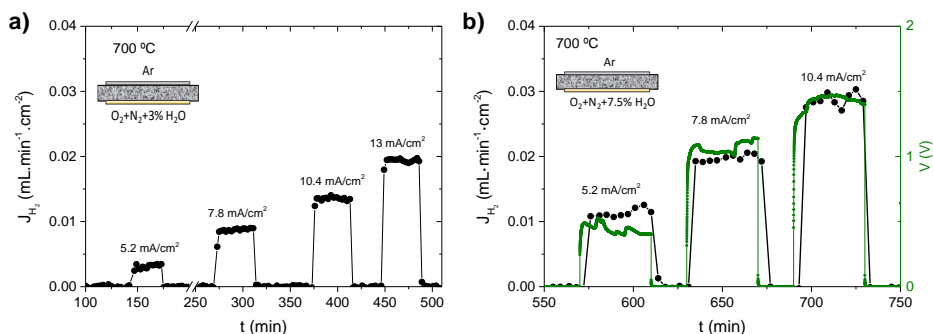 a)
700 ºC
Ar
O₂+N₂+3% H₂O
5.2 mA/cm²
7.8 mA/cm²
10.4 mA/cm²
13 mA/cm²
0.04
0.03
0.02
0.01
0.00
J_H₂ (mL.min⁻¹.cm⁻²)
100 150 250 300 350 400 450 500
t (min)
b)
700 ºC
Ar
O₂+N₂+7.5% H₂O
5.2 mA/cm²
7.8 mA/cm²
10.4 mA/cm²
0.04
0.03
0.02
0.01
0.00
J_H₂ (mL·min⁻¹·cm⁻²)
2
1
0
V (V)
550 600 650 700 750
t (min)